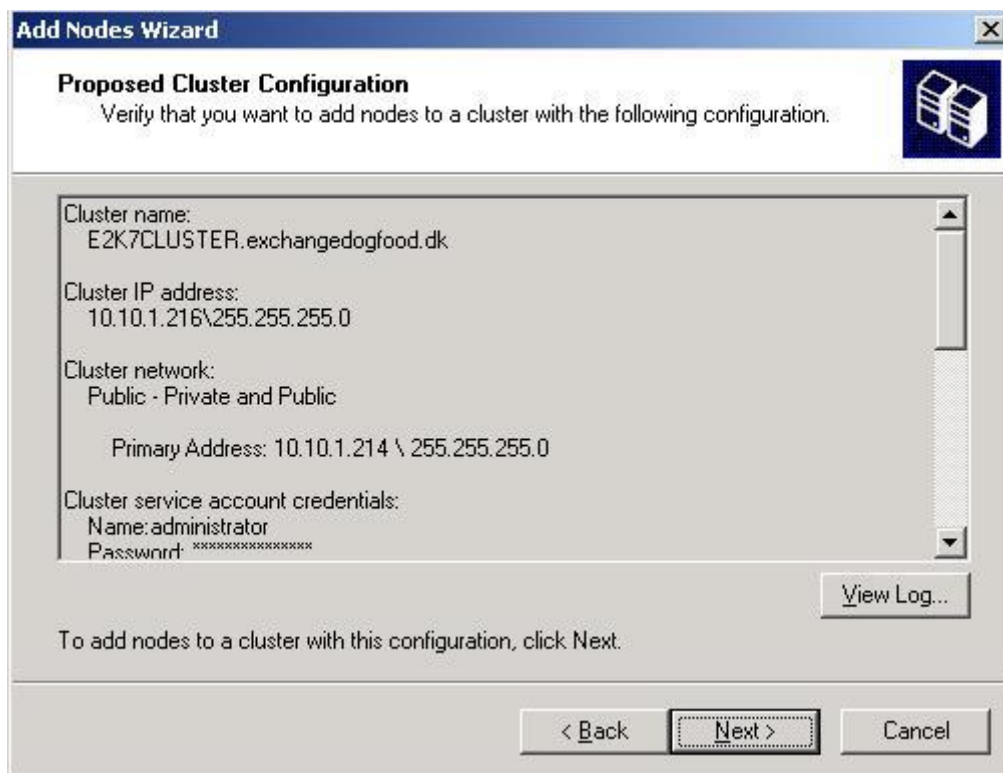 Add Nodes Wizard
Proposed Cluster Configuration
Verify that you want to add nodes to a cluster with the following configuration.
Cluster name:
E2K7CLUSTER.exchangedogfood.dk
Cluster IP address:
10.10.1.216\255.255.255.0
Cluster network:
Public - Private and Public
Primary Address: 10.10.1.214 \ 255.255.255.0
Cluster service account credentials:
Name:administrator
Password: ***************
View Log...
To add nodes to a cluster with this configuration, click Next.
< Back Next > Cancel